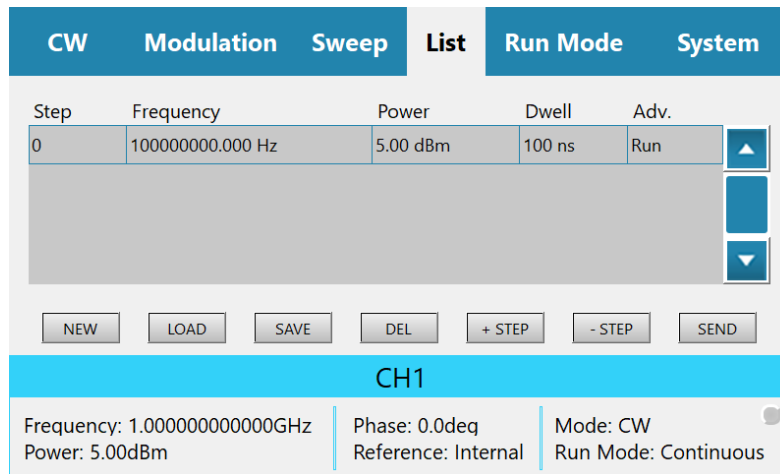 CW Modulation Sweep List Run Mode System
Step Frequency Power Dwell Adv.
0 100000000.000 Hz 5.00 dBm 100 ns Run
NEW LOAD SAVE DEL + STEP - STEP SEND
CH1
Frequency: 1.000000000000GHz Phase: 0.0deg Mode: CW
Power: 5.00dBm Reference: Internal Run Mode: Continuous